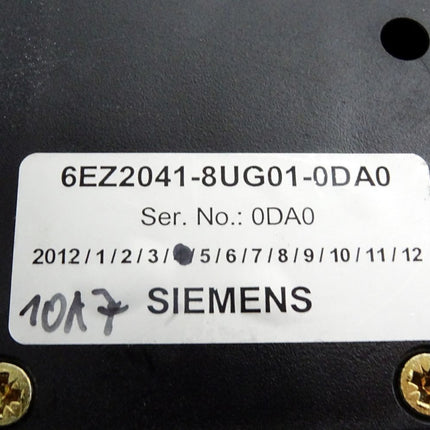 6EZ2041-8UG01-0DA0
Ser. No.: 0DA0
2012/1/2/3/ /5/6/7/8/9/10/11/12
10A7 SIEMENS